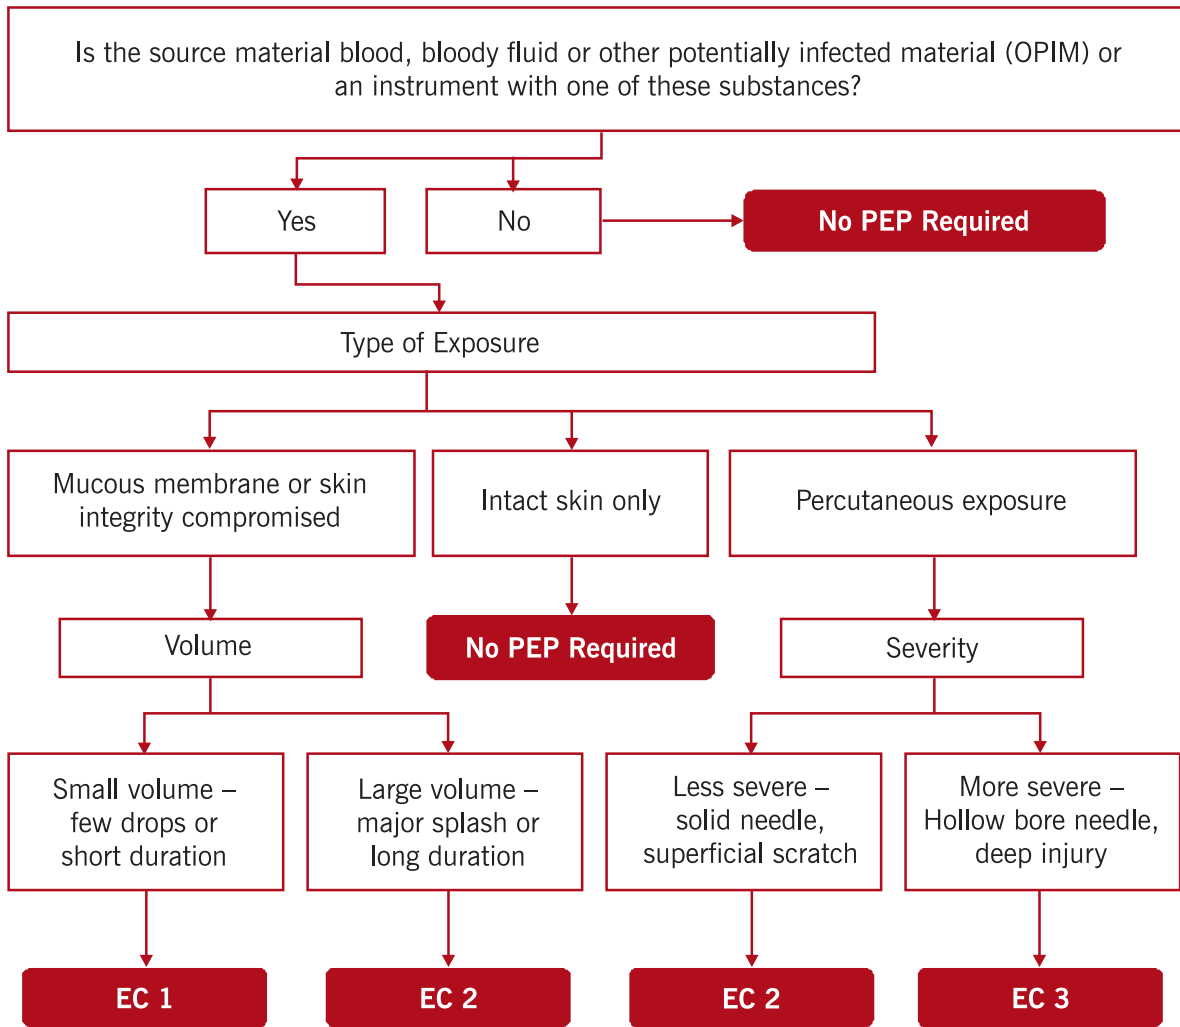 Is the source material blood, bloody fluid or other potentially infected material (OPIM) or
an instrument with one of these substances?
Yes
No
No PEP Required
Type of Exposure
Mucous membrane or skin
integrity compromised
Intact skin only
Percutaneous exposure
Volume
No PEP Required
Severity
Small volume –
few drops or
short duration
Large volume –
major splash or
long duration
Less severe –
solid needle,
superficial scratch
More severe –
Hollow bore needle,
deep injury
EC 1
EC 2
EC 2
EC 3